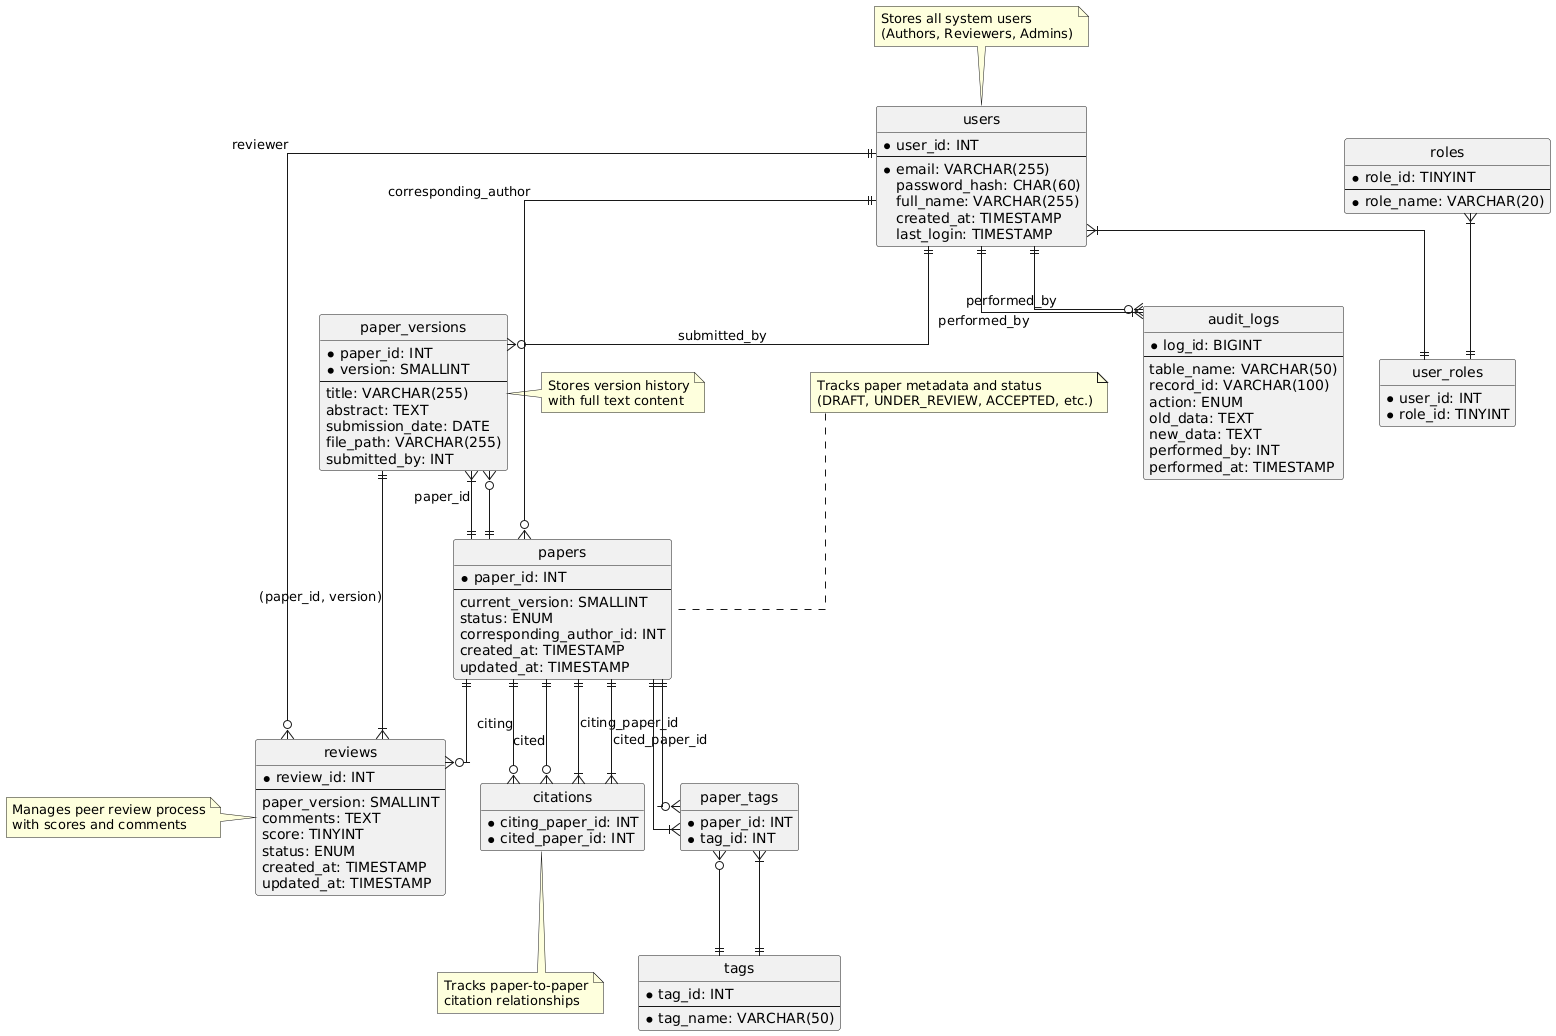 Stores all system users
(Authors, Reviewers, Admins)
users
* user_id: INT
* email: VARCHAR(255)
password_hash: CHAR(60)
full_name: VARCHAR(255)
created_at: TIMESTAMP
last_login: TIMESTAMP
roles
* role_id: TINYINT
* role_name: VARCHAR(20)
reviewer
corresponding_author
performed_by
performed_by
submitted_by
paper_versions
* paper_id: INT
* version: SMALLINT
title: VARCHAR(255)
abstract: TEXT
submission_date: DATE
file_path: VARCHAR(255)
submitted_by: INT
Stores version history
with full text content
Tracks paper metadata and status
(DRAFT, UNDER_REVIEW, ACCEPTED, etc.)
audit_logs
* log_id: BIGINT
table_name: VARCHAR(50)
record_id: VARCHAR(100)
action: ENUM
old_data: TEXT
new_data: TEXT
performed_by: INT
performed_at: TIMESTAMP
user_roles
* user_id: INT
* role_id: TINYINT
paper_id
papers
* paper_id: INT
current_version: SMALLINT
status: ENUM
corresponding_author_id: INT
created_at: TIMESTAMP
updated_at: TIMESTAMP
(paper_id, version)
citing
cited
citing_paper_id
cited_paper_id
reviews
* review_id: INT
paper_version: SMALLINT
comments: TEXT
score: TINYINT
status: ENUM
created_at: TIMESTAMP
updated_at: TIMESTAMP
Manages peer review process
with scores and comments
citations
* citing_paper_id: INT
* cited_paper_id: INT
paper_tags
* paper_id: INT
* tag_id: INT
Tracks paper-to-paper
citation relationships
tags
* tag_id: INT
* tag_name: VARCHAR(50)